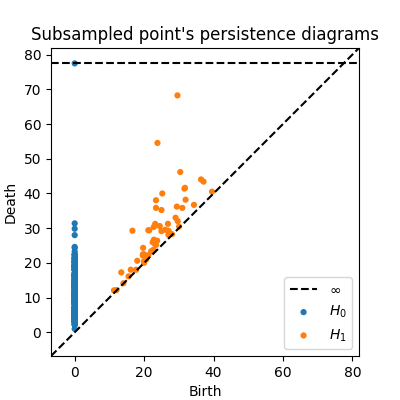 Subsampled point's persistence diagrams
80
70
60
50
40
30
20
10
0
Death
0 20 40 60 80
Birth
∞
H₀
H₁